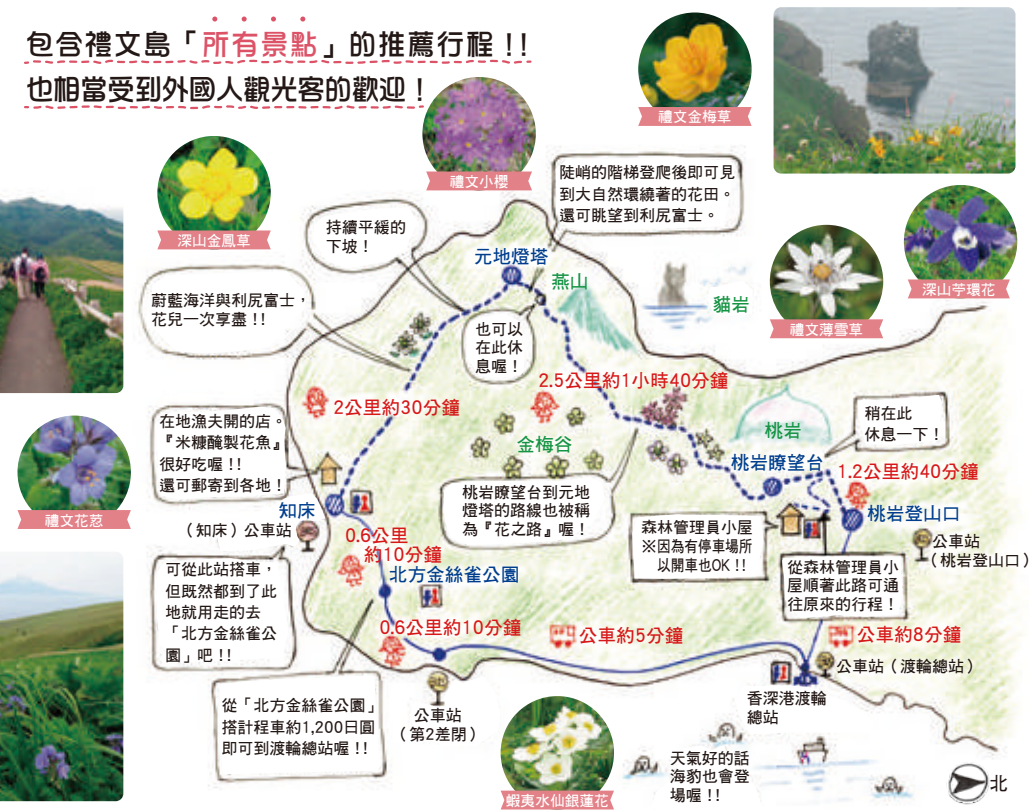 包含禮文島「所有景點」的推薦行程!!
也相當受到外國人觀光客的歡迎!
禮文金梅草
禮文小櫻
深山金鳳草
深山苧環花
禮文薄雪草
陡峭的階梯登爬後即可見
到大自然環繞著的花田。
還可眺望到利尻富士。
持續平緩的
下坡！
元地燈塔
燕山
貓岩
蔚藍海洋與利尻富士，
花兒一次享盡!!
也可以
在此休
息喔！
2.5公里約1小時40分鐘
2公里約30分鐘
在地漁夫開的店。
『米糠醃製花魚』
很好吃喔!!
還可郵寄到各地！
金梅谷
桃岩
稍在此
休息一下！
桃岩瞭望台
1.2公里約40分鐘
桃岩瞭望台到元地
燈塔的路線也被稱
為『花之路』喔！
桃岩登山口
森林管理員小屋
※因為有停車場所
以開車也OK!!
公車站
（桃岩登山口）
禮文花荵
知床
（知床）公車站
0.6公里
約10分鐘
北方金絲雀公園
從森林管理員小
屋順著此路可通
往原來的行程！
可從此站搭車，
但既然都到了此
地就用走的去
「北方金絲雀公
園」吧!!
0.6公里約10分鐘
公車約5分鐘
公車約8分鐘
公車站（渡輪總站）
香深港渡輪
總站
從「北方金絲雀公園」
搭計程車約1,200日圓
即可到渡輪總站喔!!
公車站
（第2差閉）
天氣好的話
海豹也會登
場喔!!
蝦夷水仙銀蓮花
北